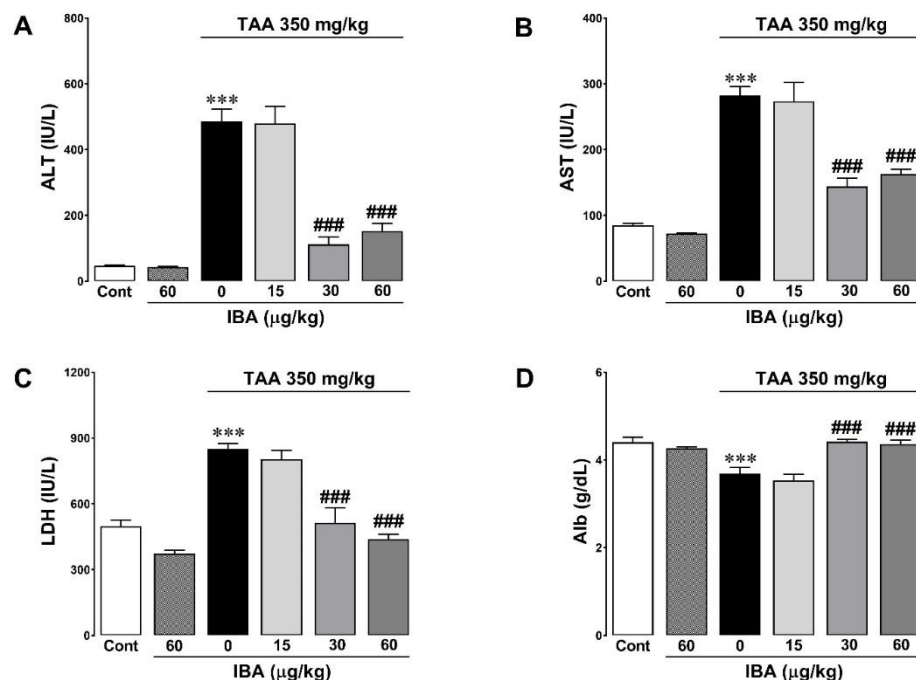 A
TAA 350 mg/kg
ALT (IU/L)
800
600
400
200
0
***
###
###
Cont
60
0
15
30
60
IBA (µg/kg)
B
TAA 350 mg/kg
AST (IU/L)
400
300
200
100
0
***
###
###
Cont
60
0
15
30
60
IBA (µg/kg)
C
TAA 350 mg/kg
LDH (IU/L)
1200
900
600
300
0
***
###
###
Cont
60
0
15
30
60
IBA (µg/kg)
D
TAA 350 mg/kg
Alb (g/dL)
6
4
2
0
***
###
###
Cont
60
0
15
30
60
IBA (µg/kg)